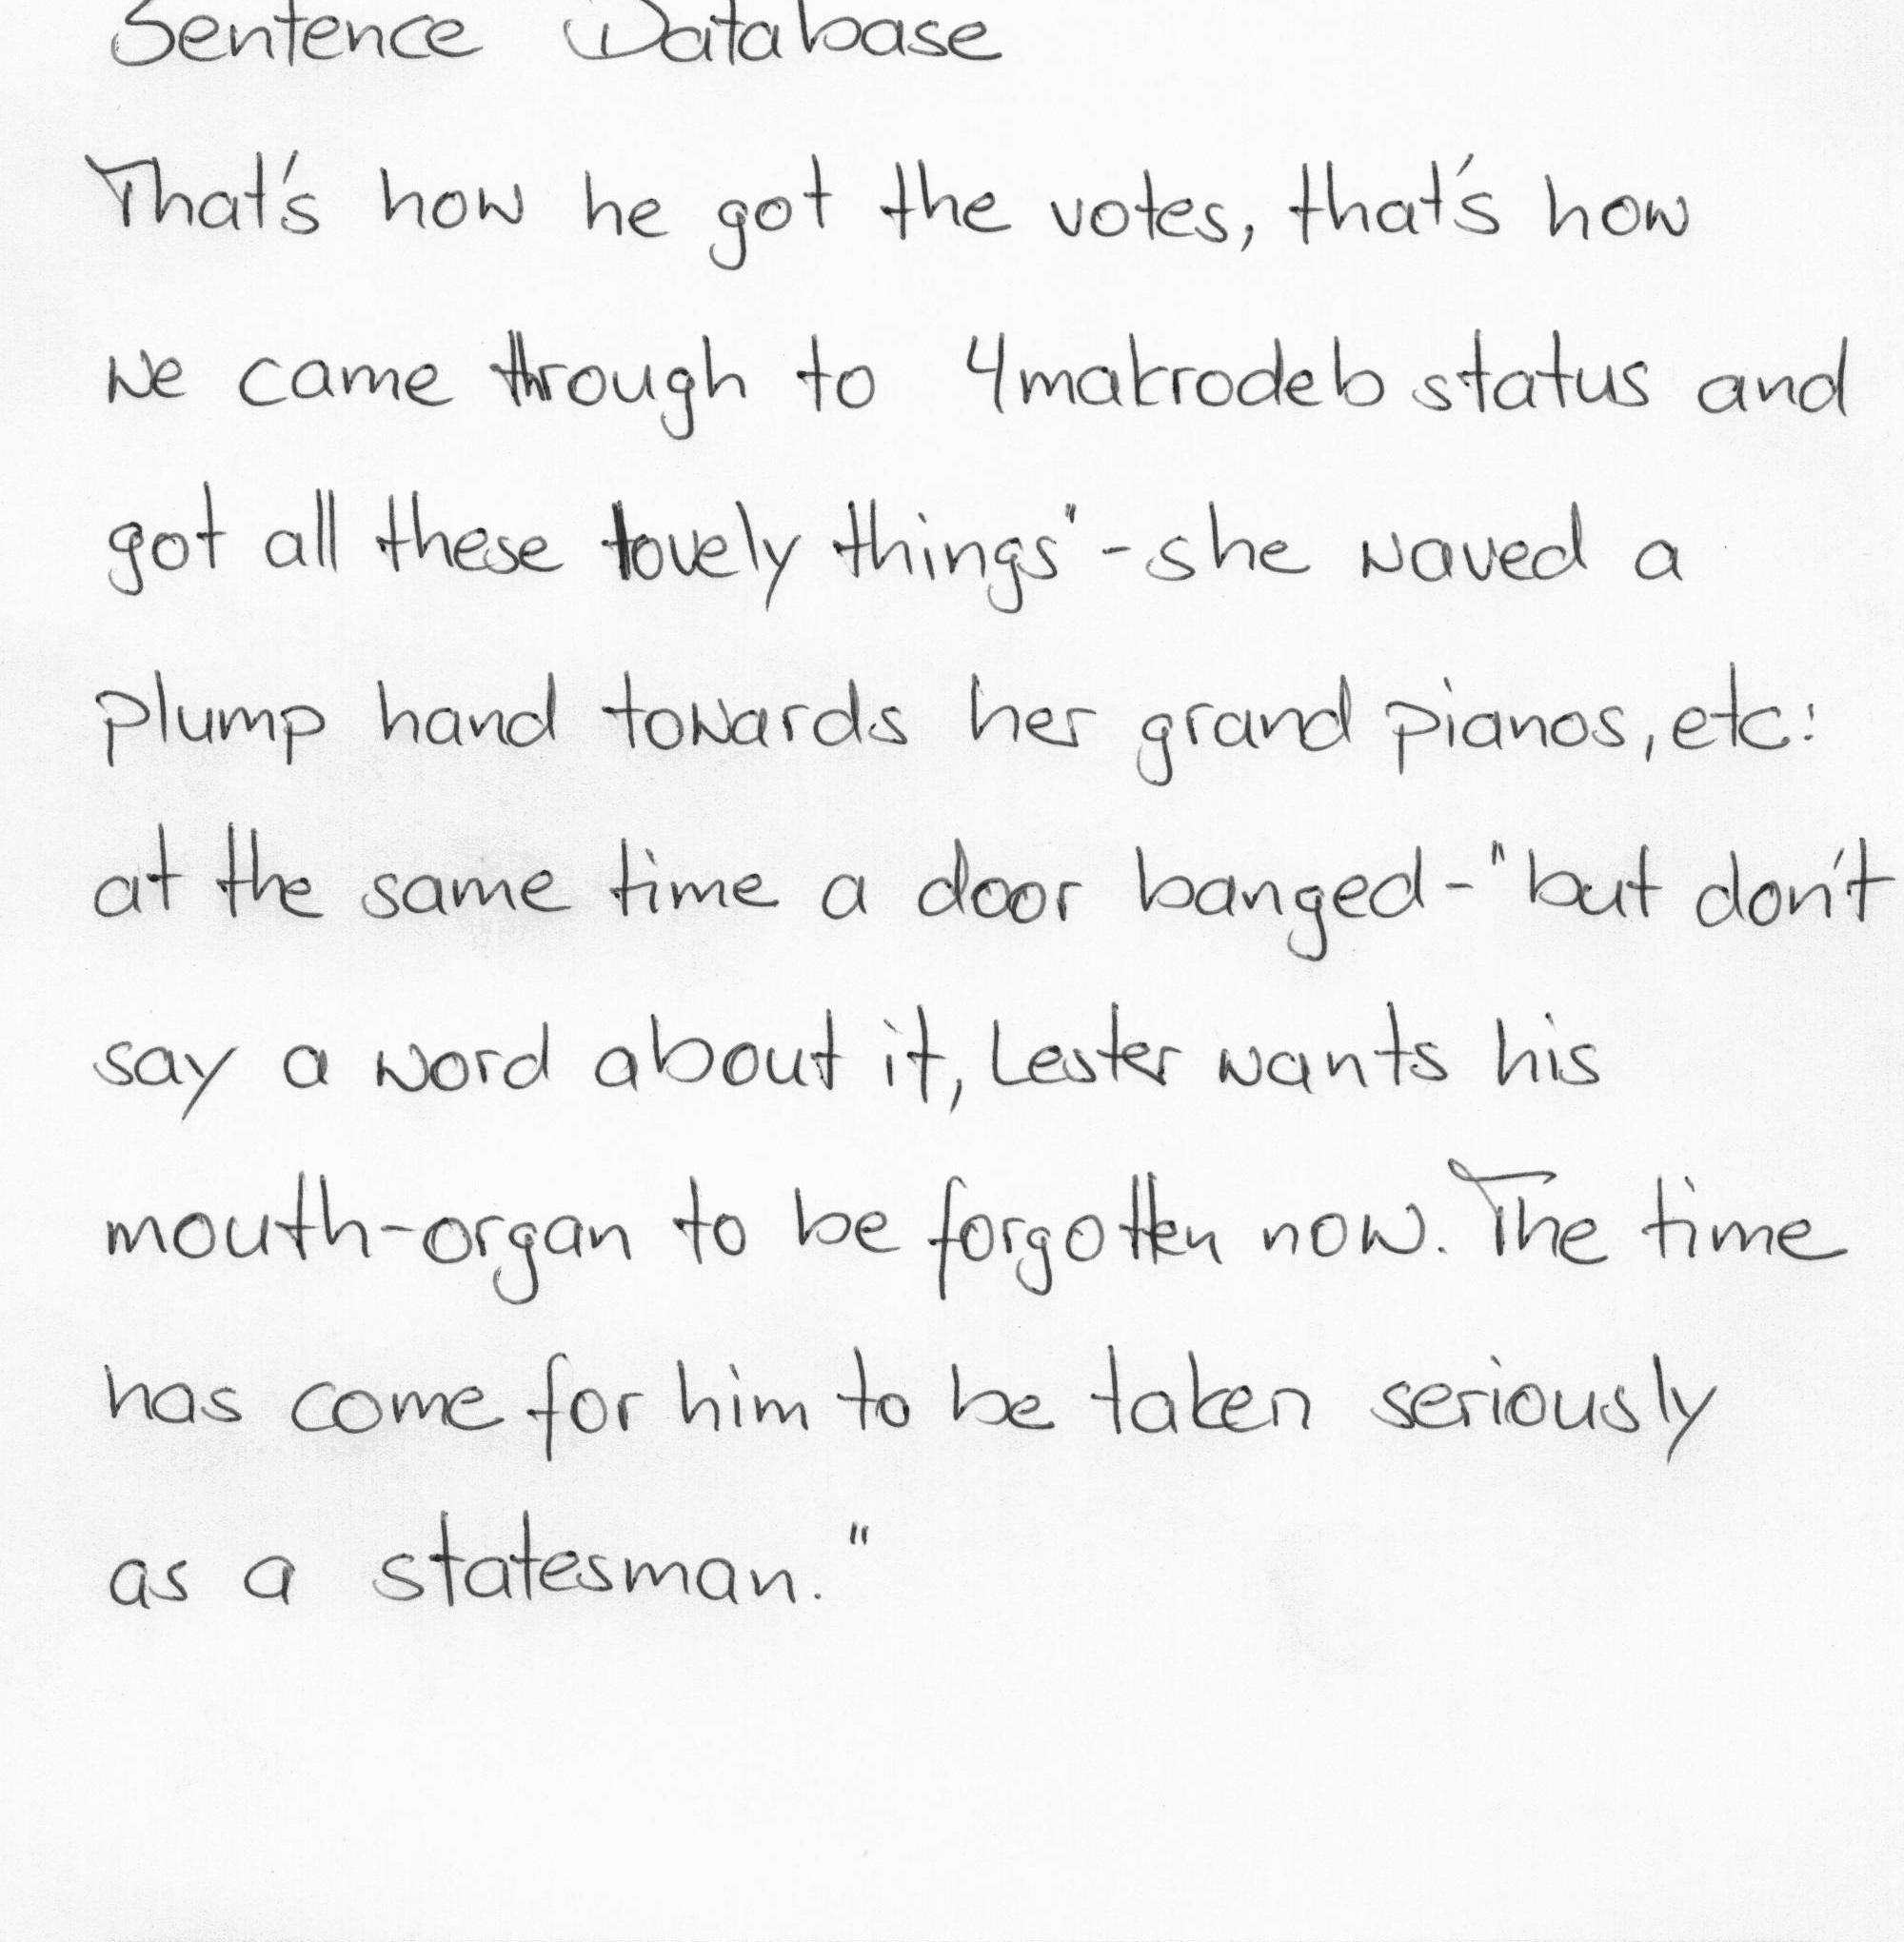 Sentence Database
That's how he got the votes, that's how
we came through to 4makrodeb status and
got all these lovely things" - she waved a
plump hand towards her grand pianos, etc:
at the same time a door banged - "but don't
say a word about it, Lester wants his
mouth-organ to be forgotten now. The time
has come for him to be taken seriously
as a statesman."